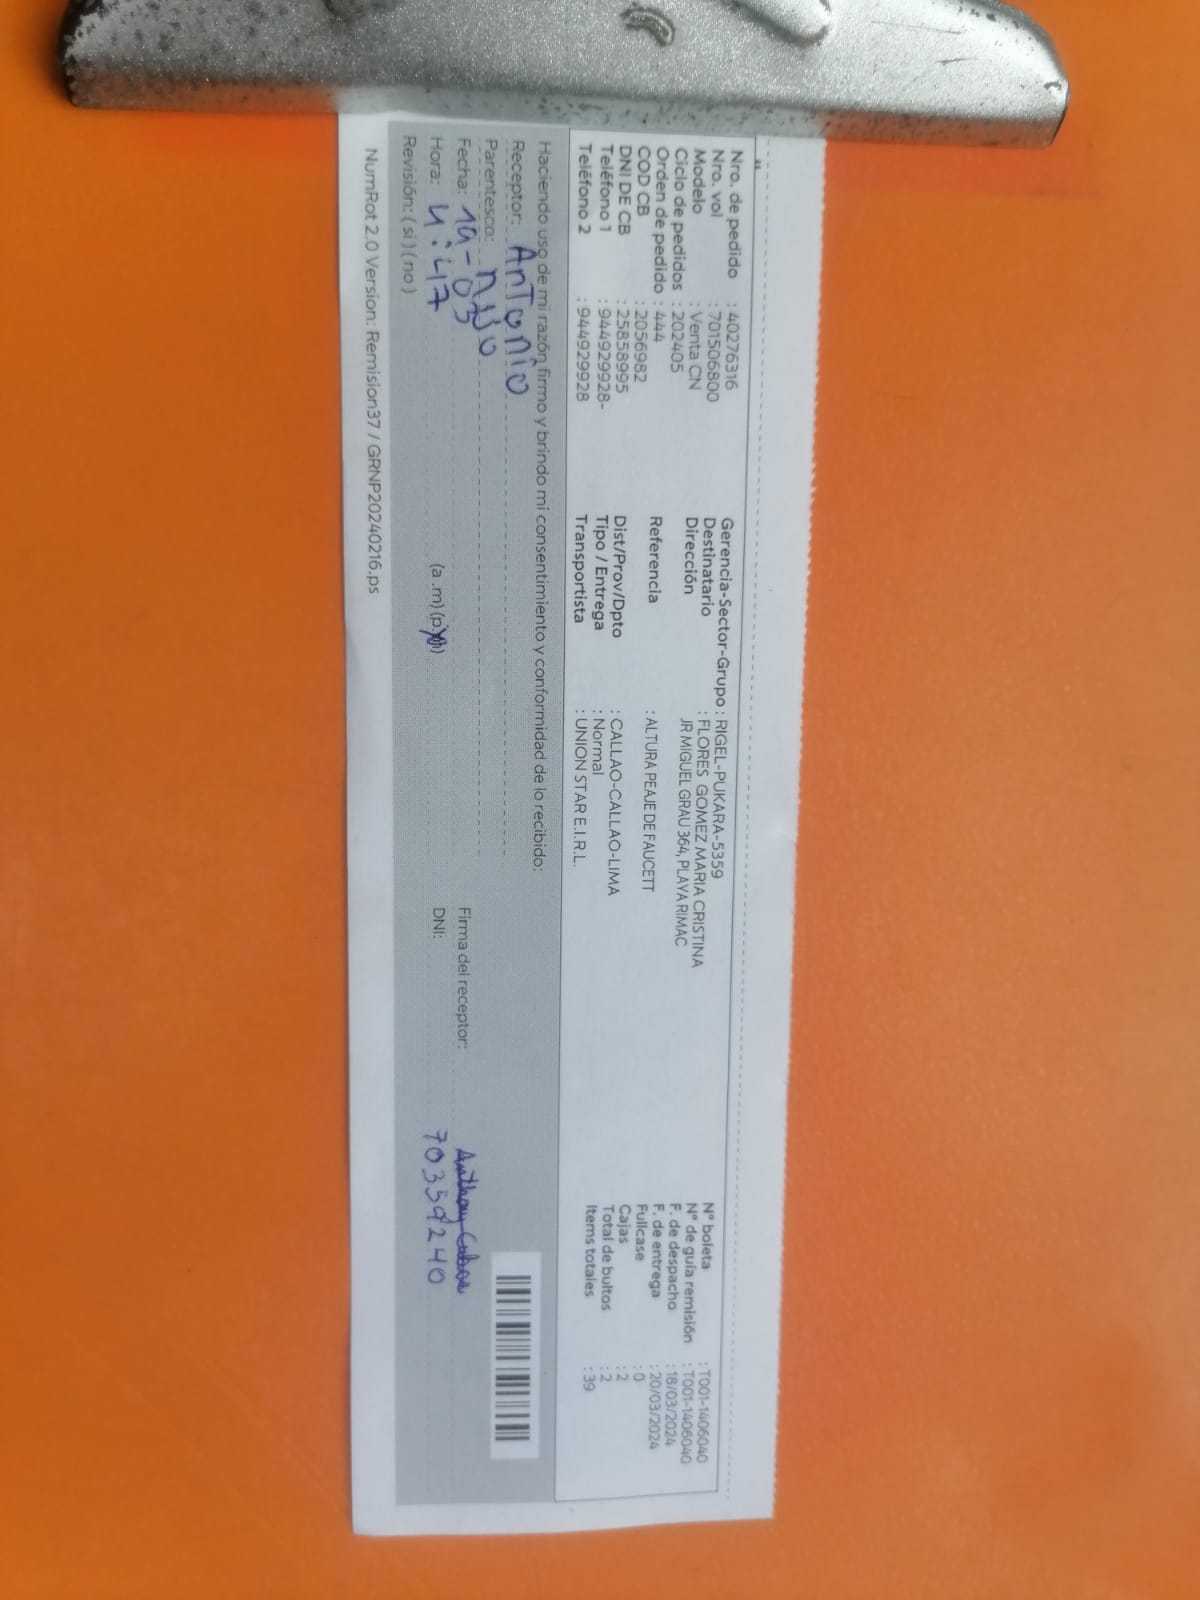 Nro. de pedido : 40276316
Nro. vol : 701506800
Modelo : Venta CN
Ciclo de pedidos : 202405
Orden de pedido : 444
COD CB : 2056982
DNI DE CB : 25858995
Teléfono 1 : 944929928-
Teléfono 2 : 944929928
Gerencia-Sector-Grupo : RIGEL-PUKARA-5359
Destinatario : FLORES GOMEZ MARIA CRISTINA
Dirección JR MIGUEL GRAU 364, PLAYA RIMAC
Referencia : ALTURA PEAJE DE FAUCETT
Dist/Prov/Dpto : CALLAO-CALLAO-LIMA
Tipo / Entrega : Normal
Transportista : UNION STAR E.I.R.L.
N° boleta : T001-1406040
N° de guía remisión : T001-1406040
F. de despacho : 18/03/2024
F. de entrega : 20/03/2024
Fullcase : 0
Cajas : 2
Total de bultos : 2
Items totales : 39
Haciendo uso de mi razón firmo y brindo mi consentimiento y conformidad de lo recibido:
Receptor: Antonio
Parentesco:
Fecha: 19-03
Hora: 4:47 (a.m) (p.m)
Revisión: ( si ) ( no )
Firma del receptor: Anthony
DNI: 70359240
NumRot 2.0 Version: Remision37 / GRNP20240216.ps